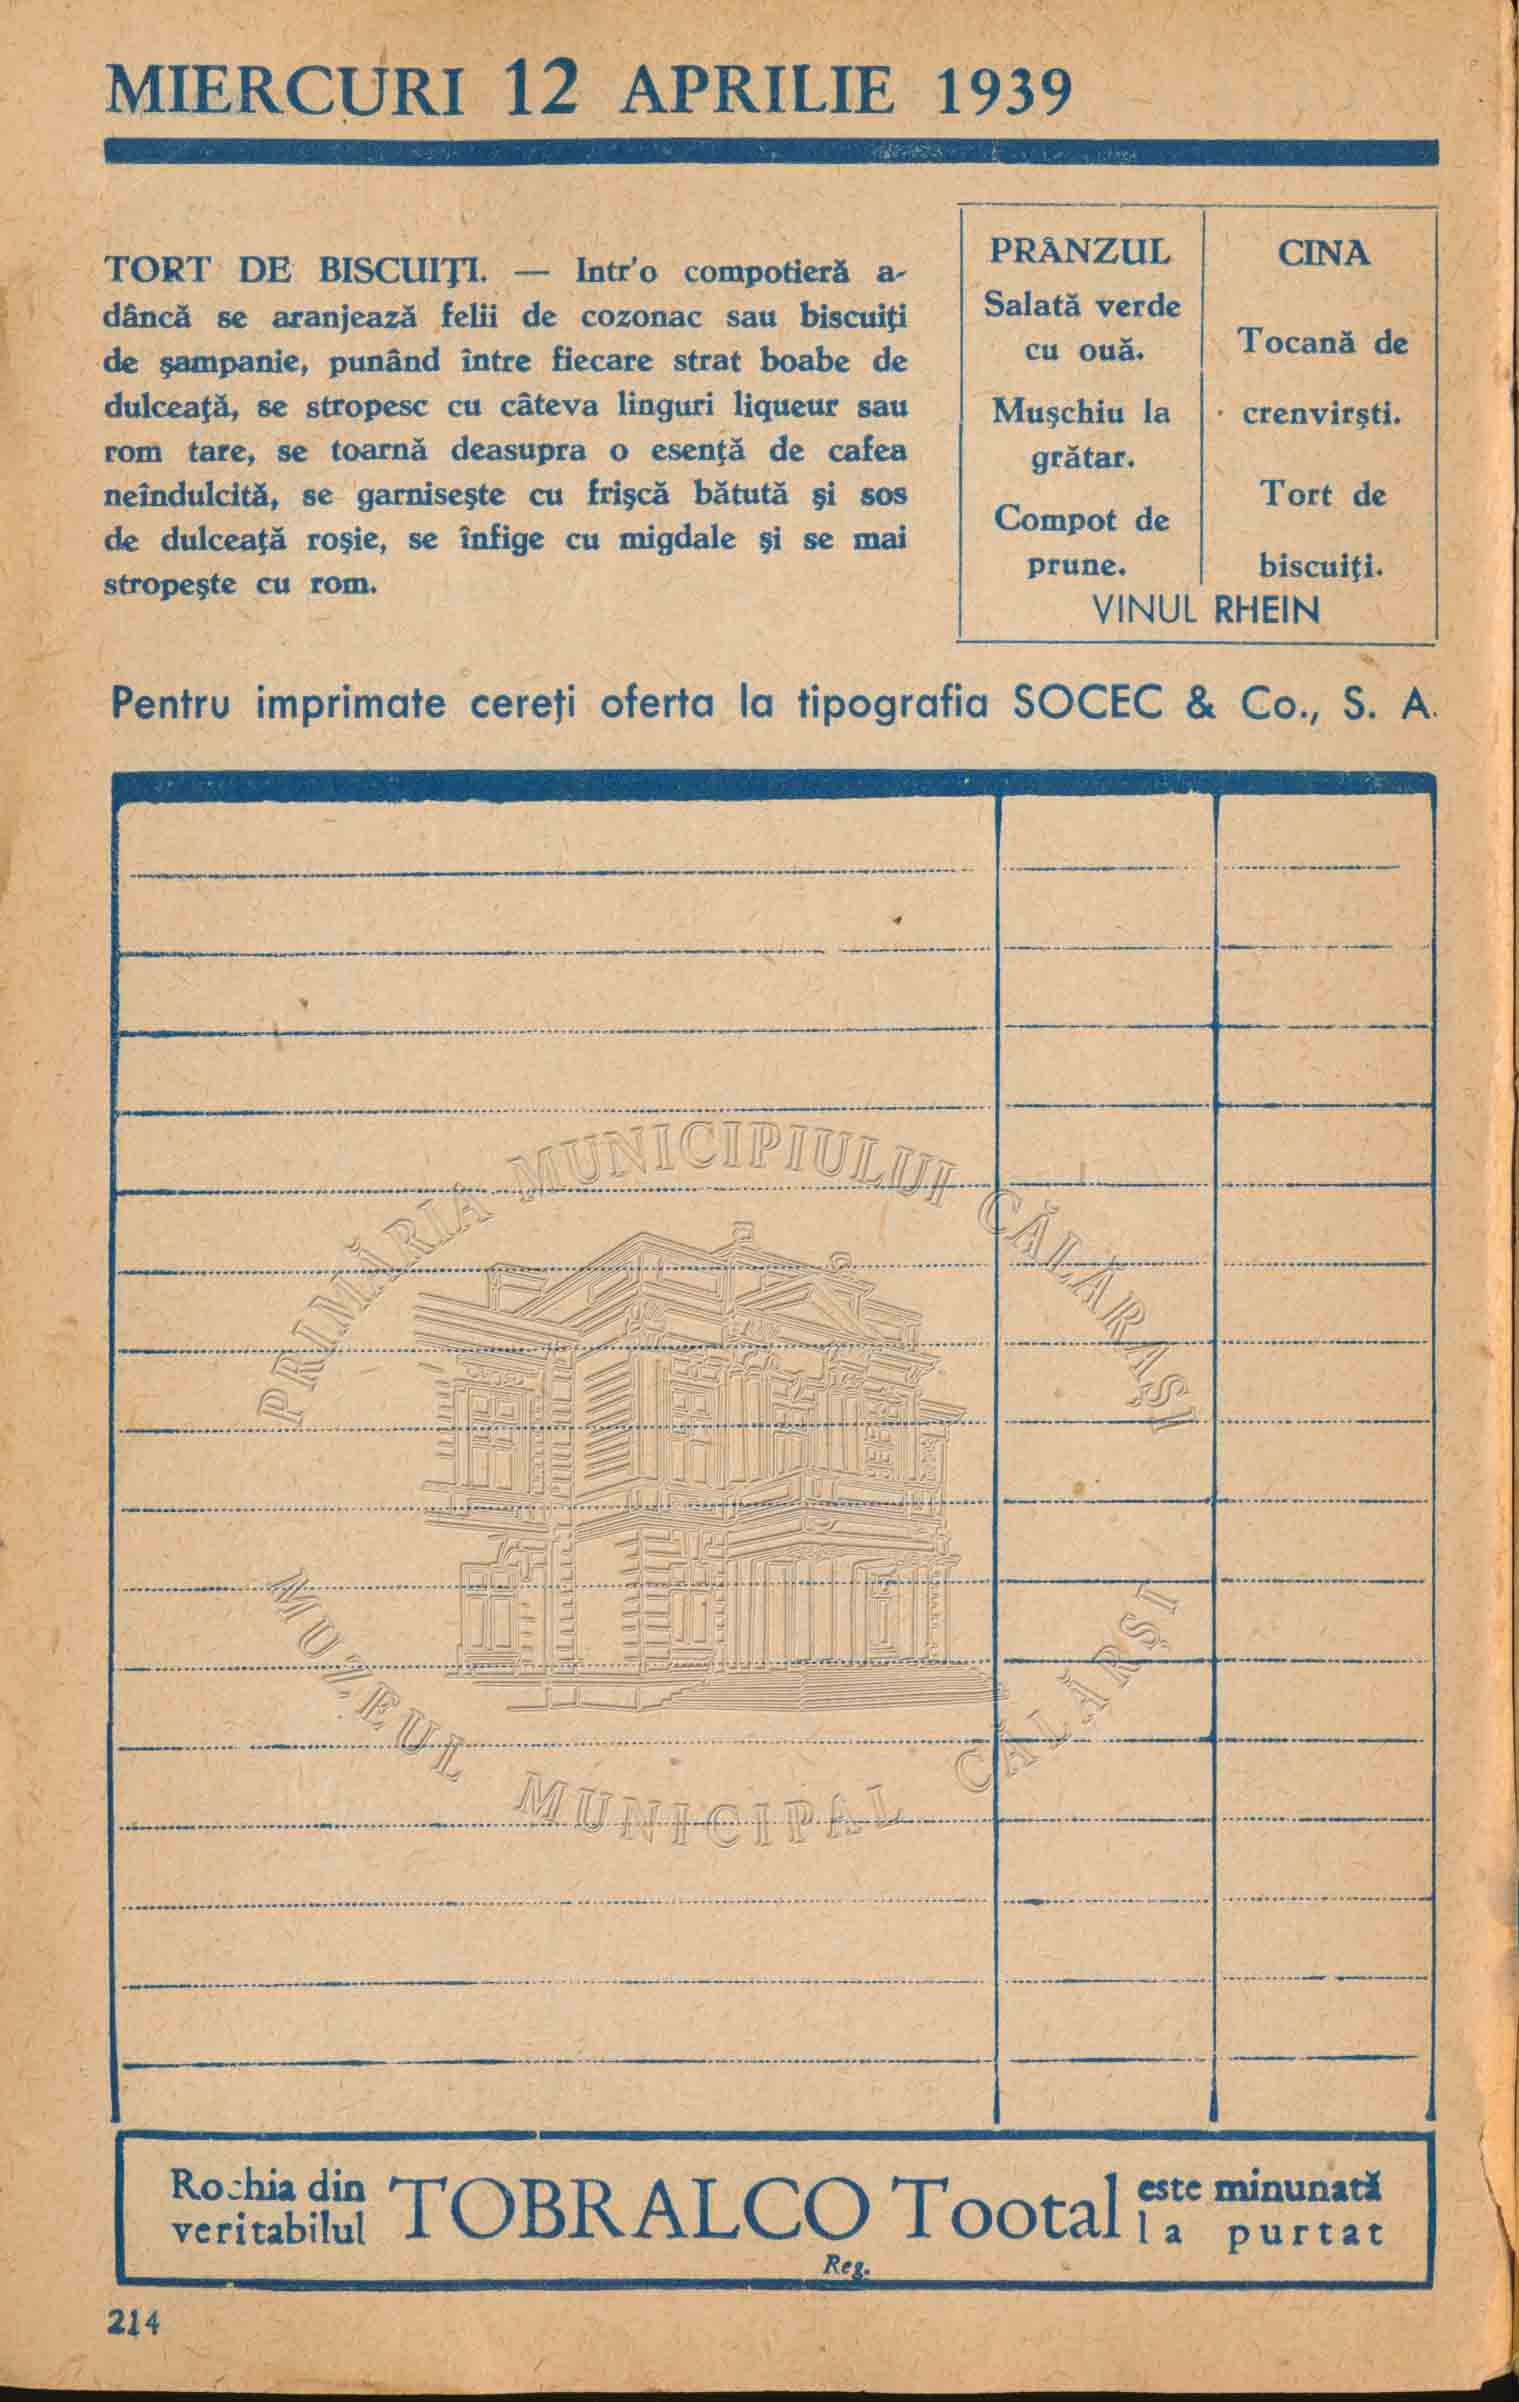 MIERCURI 12 APRILIE 1939
TORT DE BISCUIŢI. — Intr'o compotieră a-
dâncă se aranjează felii de cozonac sau biscuiţi
de şampanie, punând între fiecare strat boabe de
dulceaţă, se stropesc cu câteva linguri liqueur sau
rom tare, se toarnă deasupra o esenţă de cafea
neîndulcită, se garniseşte cu frişcă bătută şi sos
de dulceaţă roşie, se înfige cu migdale şi se mai
stropeşte cu rom.
PRÂNZUL
Salată verde
cu ouă.
Muşchiu la
grătar.
Compot de
prune.
CINA
Tocană de
crenvirşti.
Tort de
biscuiţi.
VINUL RHEIN
Pentru imprimate cereţi oferta la tipografia SOCEC & Co., S. A.
PRIMĂRIA MUNICIPIULUI CĂLĂRAȘI
MUZEUL MUNICIPAL CĂLĂRȘI
Rochia din
veritabilul
TOBRALCO Tootal
Reg.
este minunată
la purtat
214